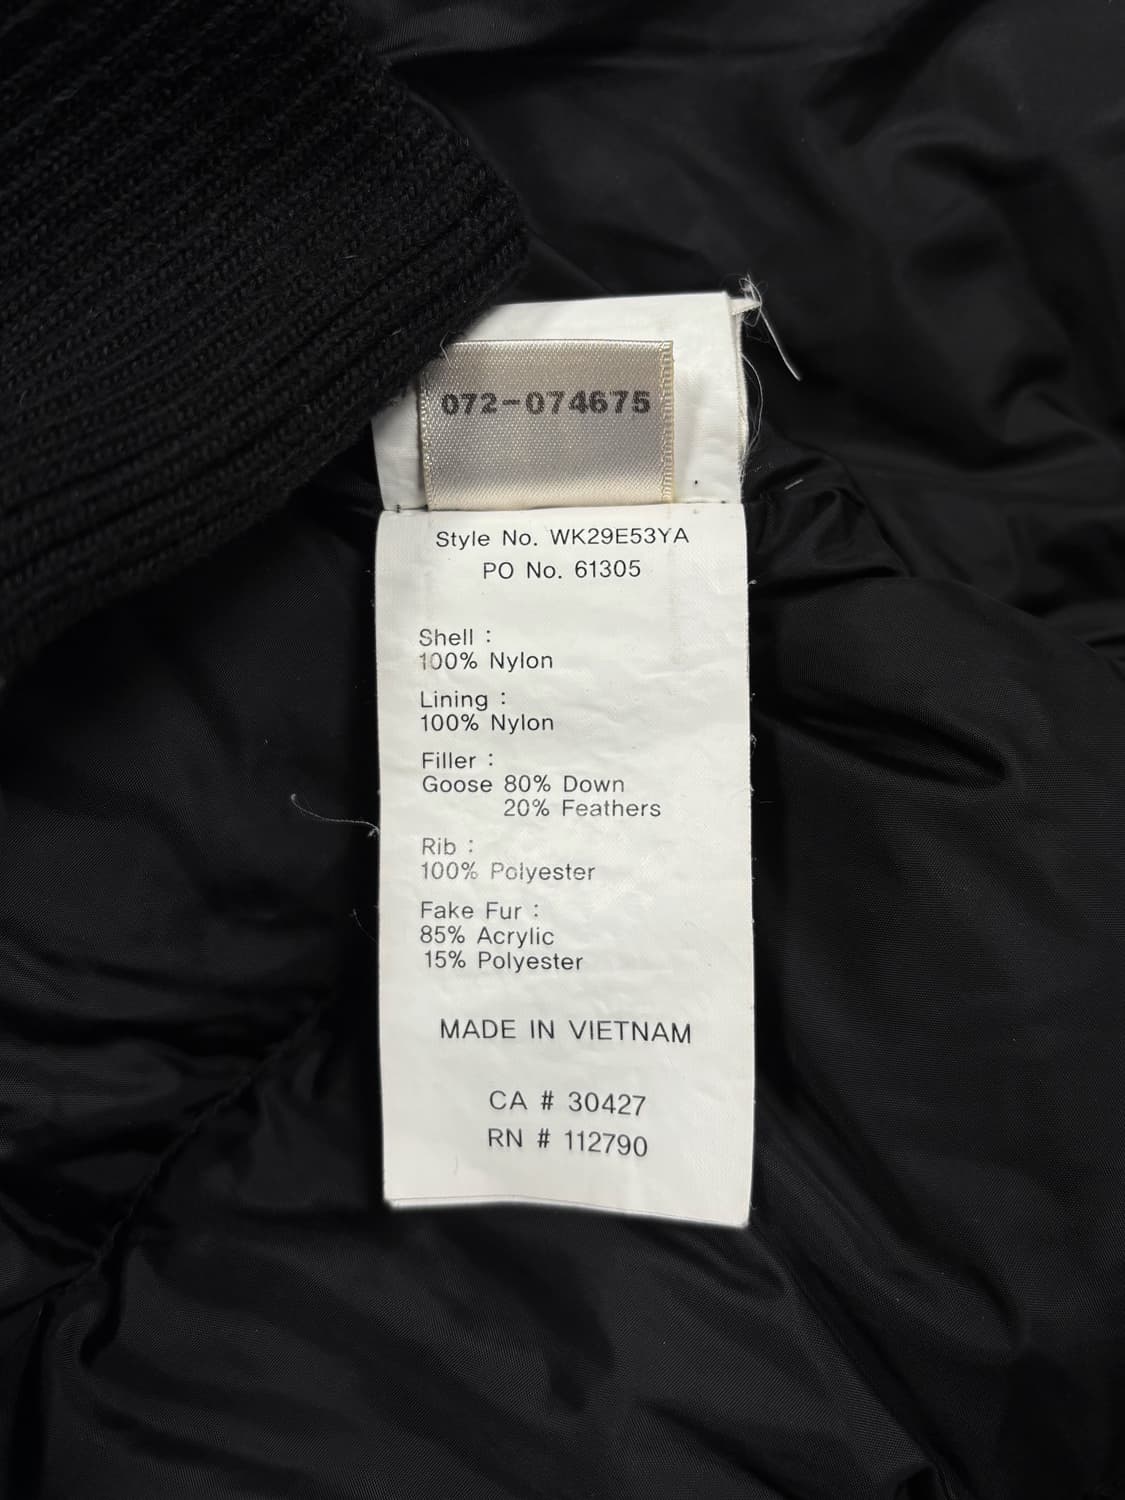 072-074675
Style No. WK29E53YA
PO No. 61305
Shell :
100% Nylon
Lining :
100% Nylon
Filler :
Goose 80% Down
20% Feathers
Rib :
100% Polyester
Fake Fur :
85% Acrylic
15% Polyester
MADE IN VIETNAM
CA # 30427
RN # 112790